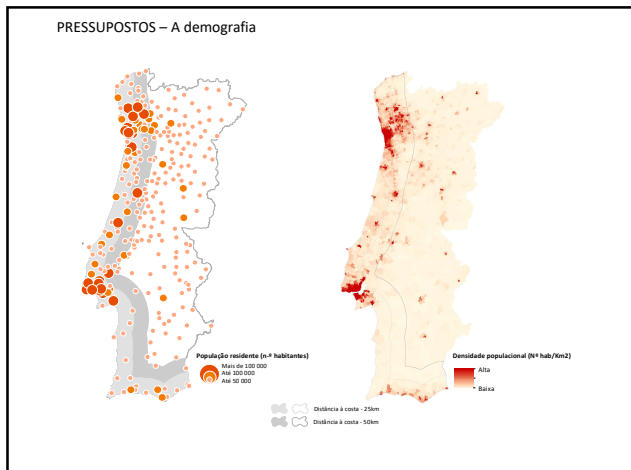 PRESSUPOSTOS – A demografia
População residente (n-º habitantes)
Mais de 100 000
Até 100 000
Até 50 000
Densidade populacional (Nº hab/Km2)
Alta
Baixa
Distância à costa - 25km
Distância à costa - 50km